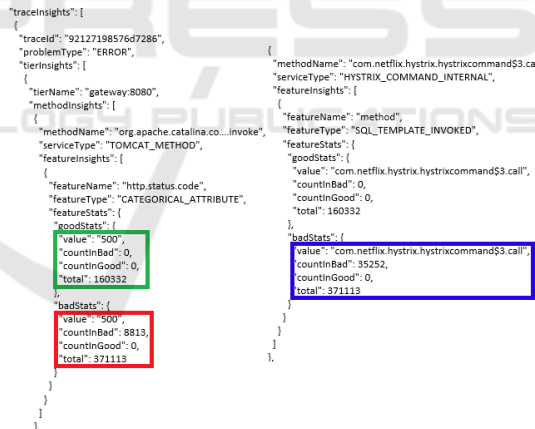 "traceInsights": [
{
"traceId": "92127198576d7286",
"problemType": "ERROR",
"tierInsights": [
{
"tierName": "gateway:8080",
"methodInsights": [
{
"methodName": "org.apache.catalina.co....invoke",
"serviceType": "TOMCAT_METHOD",
"featureInsights": [
{
"featureName": "http.status.code",
"featureType": "CATEGORICAL_ATTRIBUTE",
"featureStats": {
"goodStats": {
"value": "500",
"countInBad": 0,
"countInGood": 0,
"total": 160332
},
"badStats": {
"value": "500",
"countInBad": 8813,
"countInGood": 0,
"total": 371113
}
}
}
]
},
{
"methodName": "com.netflix.hystrix.hystrixcommand$3.ca
"serviceType": "HYSTRIX_COMMAND_INTERNAL",
"featureInsights": [
{
"featureName": "method",
"featureType": "SQL_TEMPLATE_INVOKED",
"featureStats": {
"goodStats": {
"value": "com.netflix.hystrix.hystrixcommand$3.call",
"countInBad": 0,
"countInGood": 0,
"total": 160332
},
"badStats": {
"value": "com.netflix.hystrix.hystrixcommand$3.call",
"countInBad": 35252,
"countInGood": 0,
"total": 371113
}
}
}
]
},